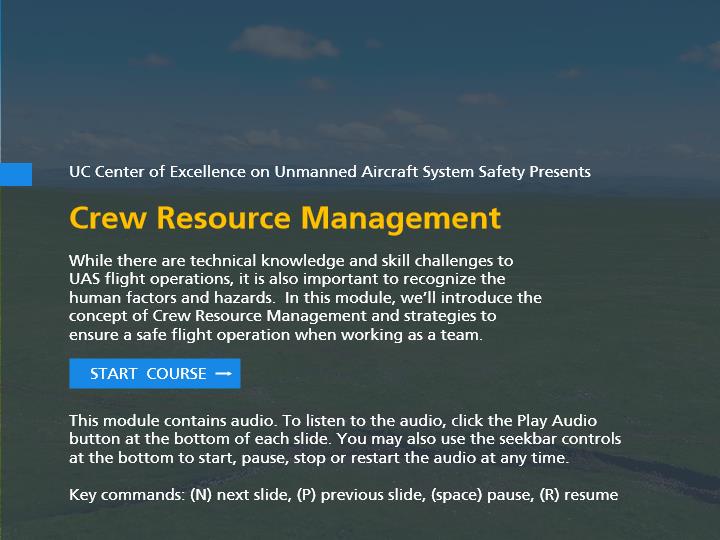 UC Center of Excellence on Unmanned Aircraft System Safety Presents
Crew Resource Management
While there are technical knowledge and skill challenges to
UAS flight operations, it is also important to recognize the
human factors and hazards.  In this module, we’ll introduce the
concept of Crew Resource Management and strategies to
ensure a safe flight operation when working as a team.
START  COURSE
This module contains audio. To listen to the audio, click the Play Audio
button at the bottom of each slide. You may also use the seekbar controls
at the bottom to start, pause, stop or restart the audio at any time.
Key commands: (N) next slide, (P) previous slide, (space) pause, (R) resume